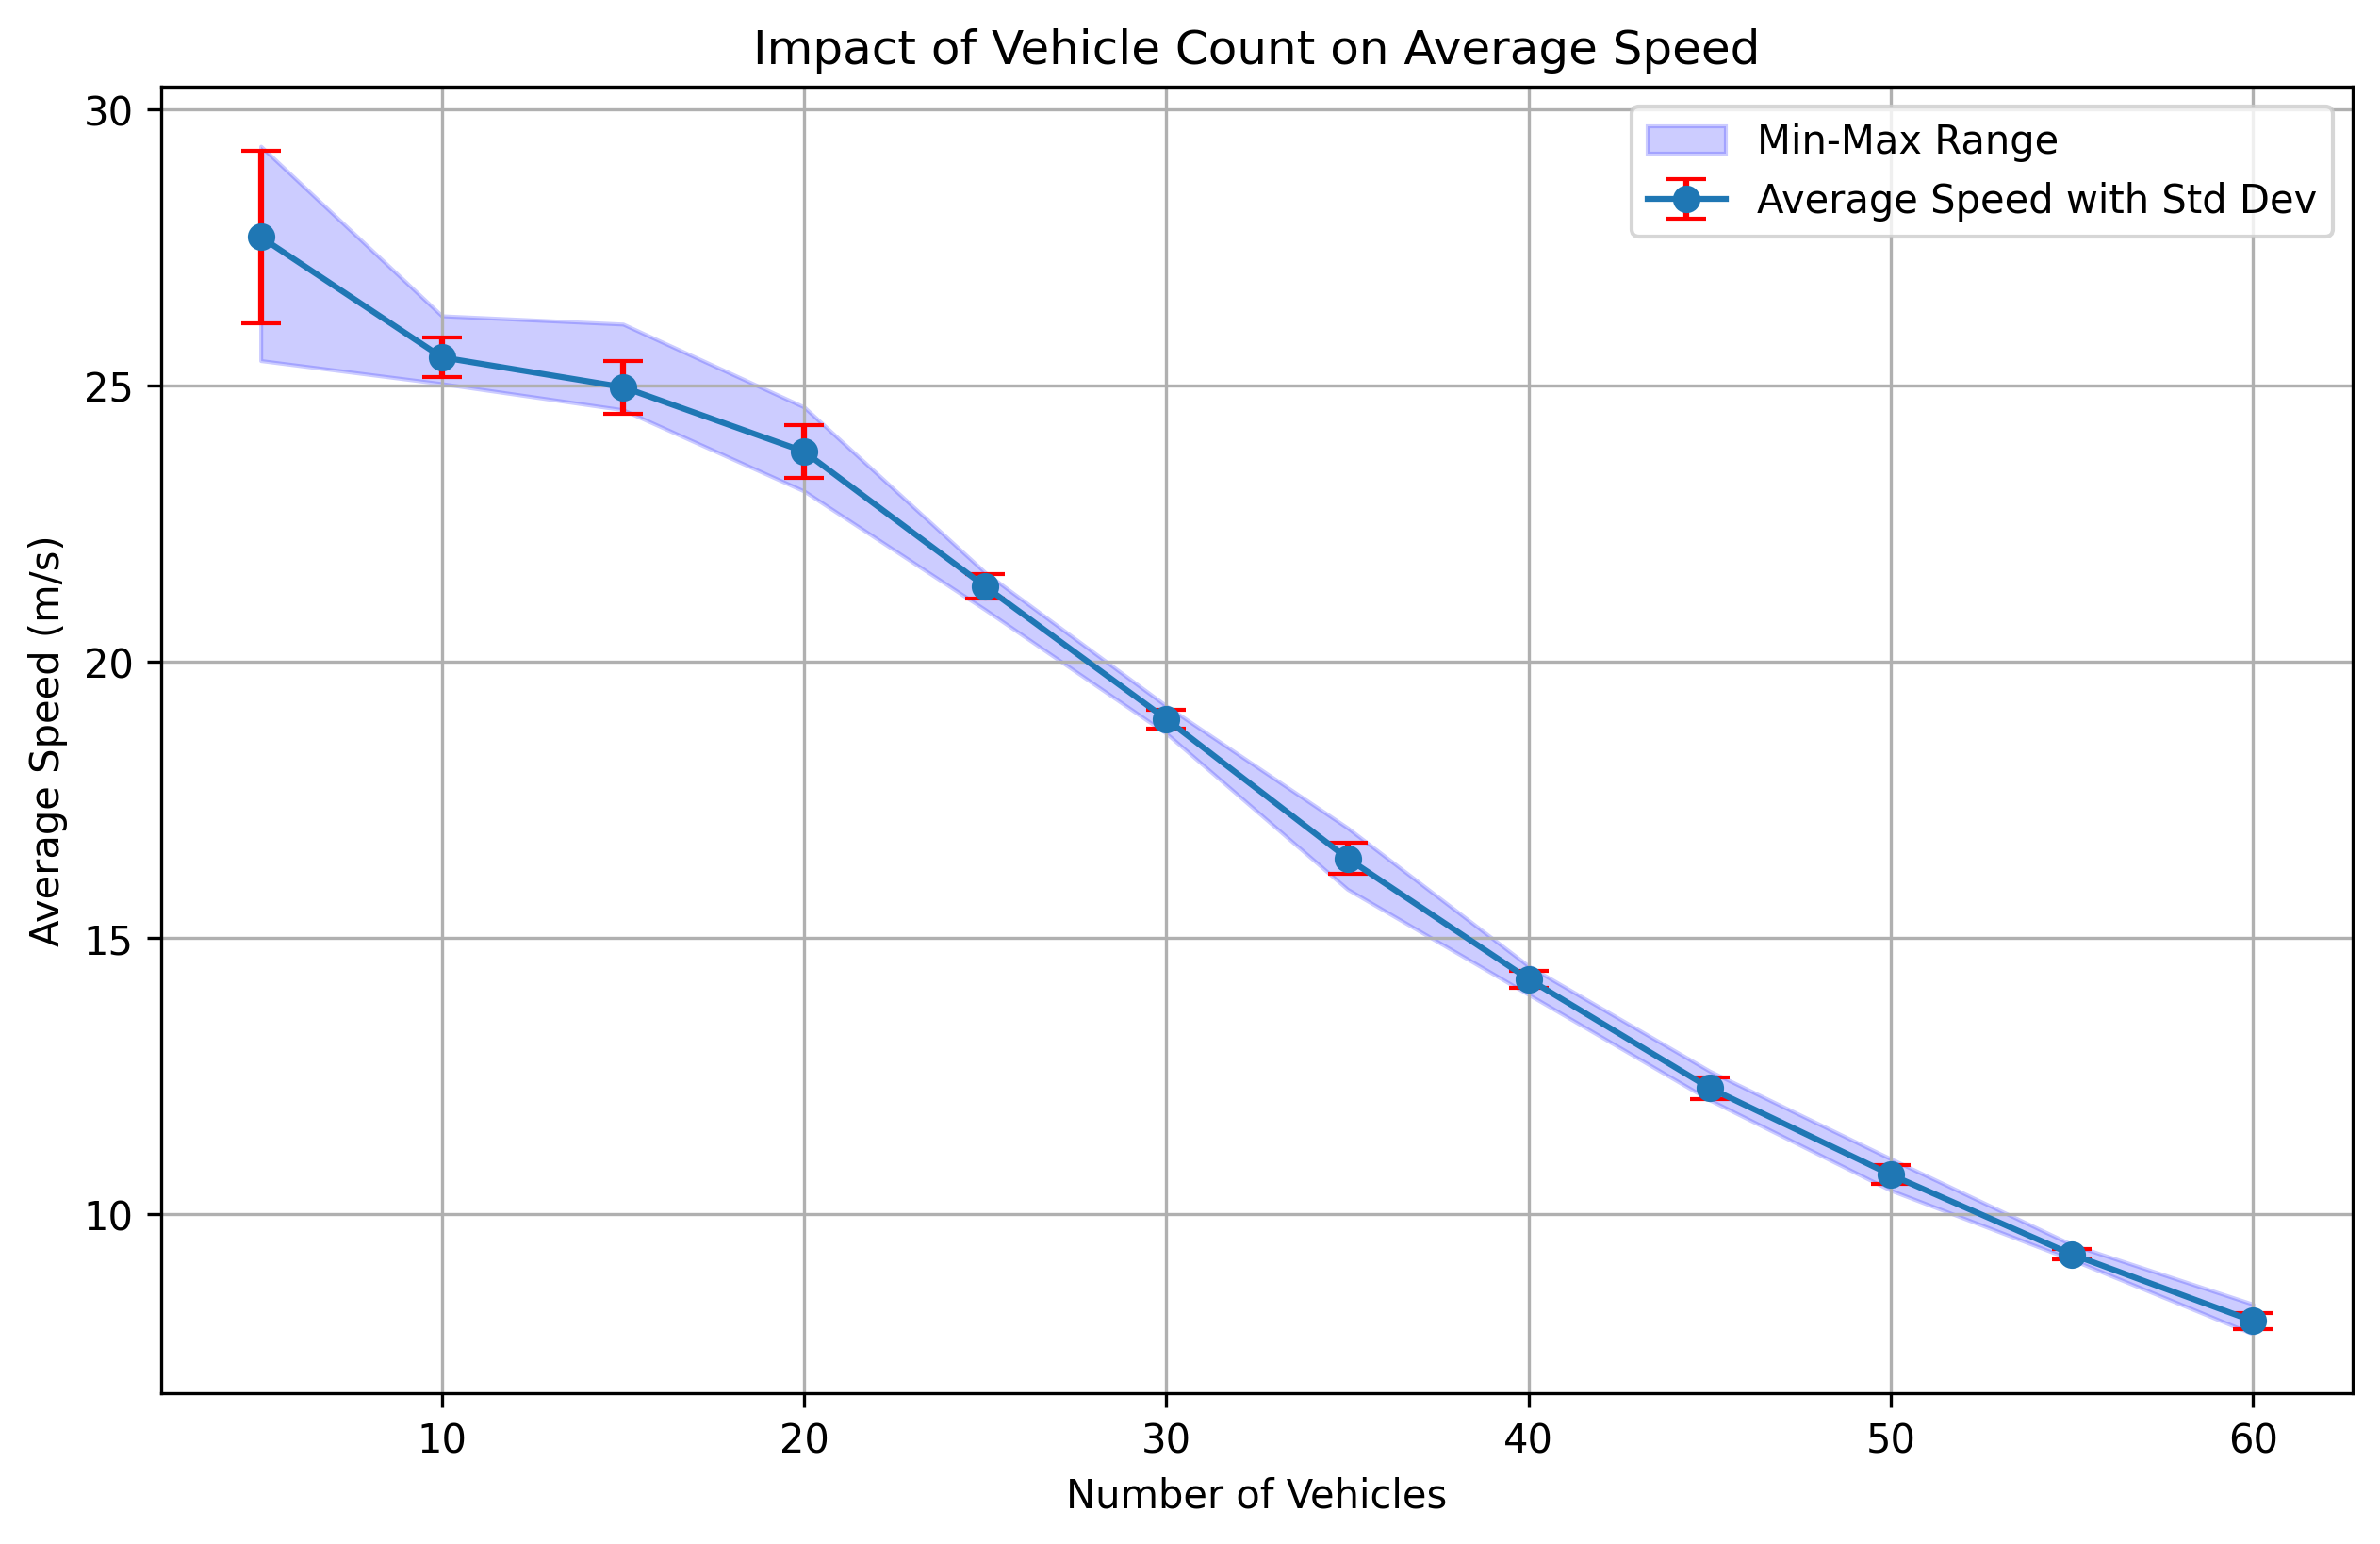 Impact of Vehicle Count on Average Speed
Min-Max Range
Average Speed with Std Dev
Average Speed (m/s)
30
25
20
15
10
10 20 30 40 50 60
Number of Vehicles